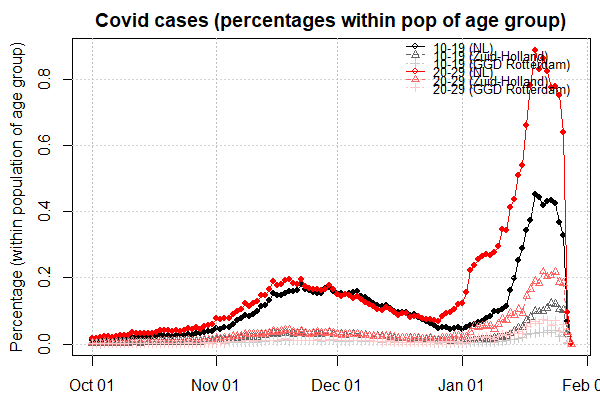 Covid cases (percentages within pop of age group)
Percentage (within population of age group)
0.8
0.6
0.4
0.2
0.0
10-19 (NL)
10-19 (Zuid-Holland)
10-19 (GGD Rotterdam)
20-29 (NL)
20-29 (Zuid-Holland)
20-29 (GGD Rotterdam)
Oct 01
Nov 01
Dec 01
Jan 01
Feb 0